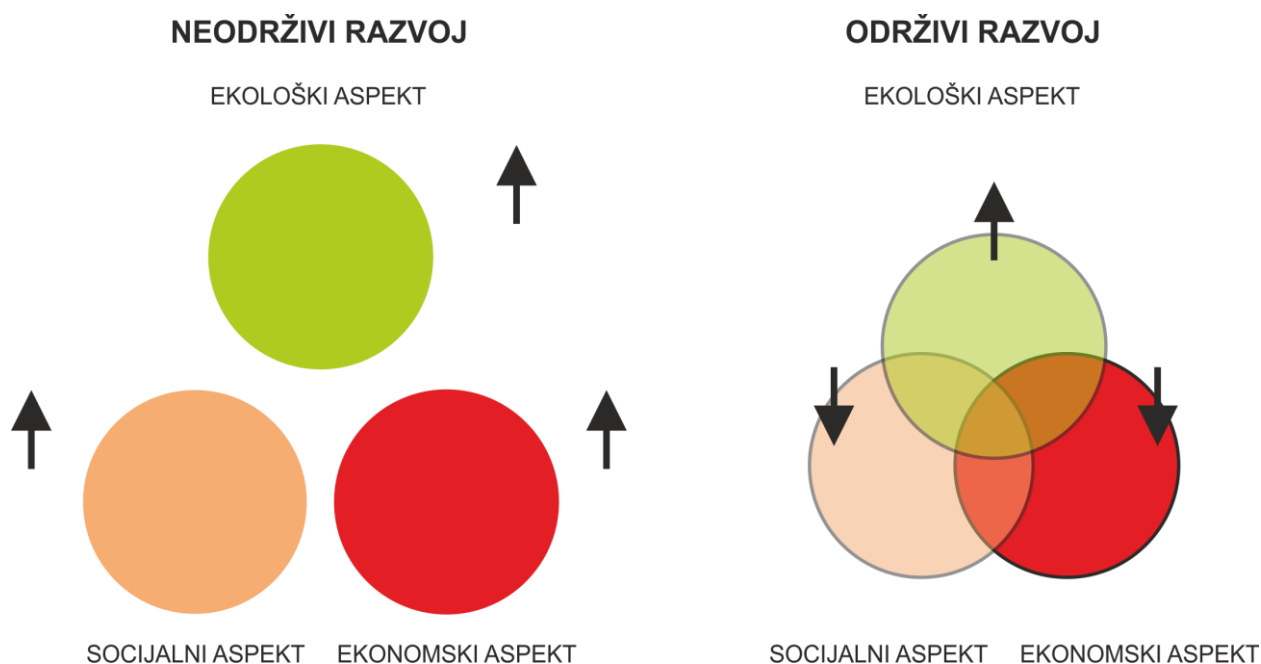 NEODRŽIVI RAZVOJ
EKOLOŠKI ASPEKT
SOCIJALNI ASPEKT
EKONOMSKI ASPEKT
ODRŽIVI RAZVOJ
EKOLOŠKI ASPEKT
SOCIJALNI ASPEKT
EKONOMSKI ASPEKT